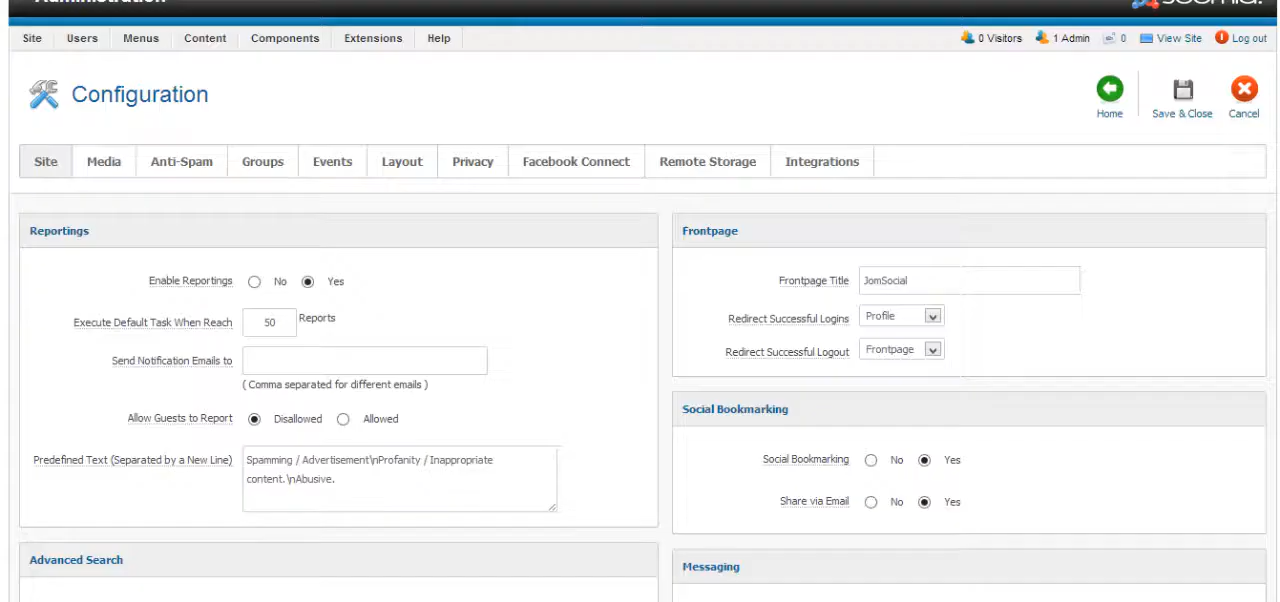 Administration
Joomla!
Site Users Menus Content Components Extensions Help 0 Visitors 1 Admin 0 View Site Log out
Configuration
Home Save & Close Cancel
Site Media Anti-Spam Groups Events Layout Privacy Facebook Connect Remote Storage Integrations
Reportings
Enable Reportings No Yes
Execute Default Task When Reach 50 Reports
Send Notification Emails to
( Comma separated for different emails )
Allow Guests to Report Disallowed Allowed
Predefined Text (Separated by a New Line) Spamming / Advertisement\nProfanity / Inappropriate
content.\nAbusive.
Advanced Search
Frontpage
Frontpage Title JomSocial
Redirect Successful Logins Profile
Redirect Successful Logout Frontpage
Social Bookmarking
Social Bookmarking No Yes
Share via Email No Yes
Messaging